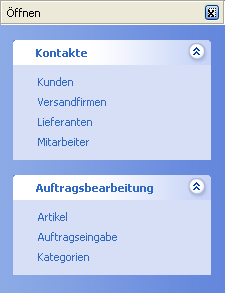 Öffnen
Kontakte
Kunden
Versandfirmen
Lieferanten
Mitarbeiter
Auftragsbearbeitung
Artikel
Auftragseingabe
Kategorien